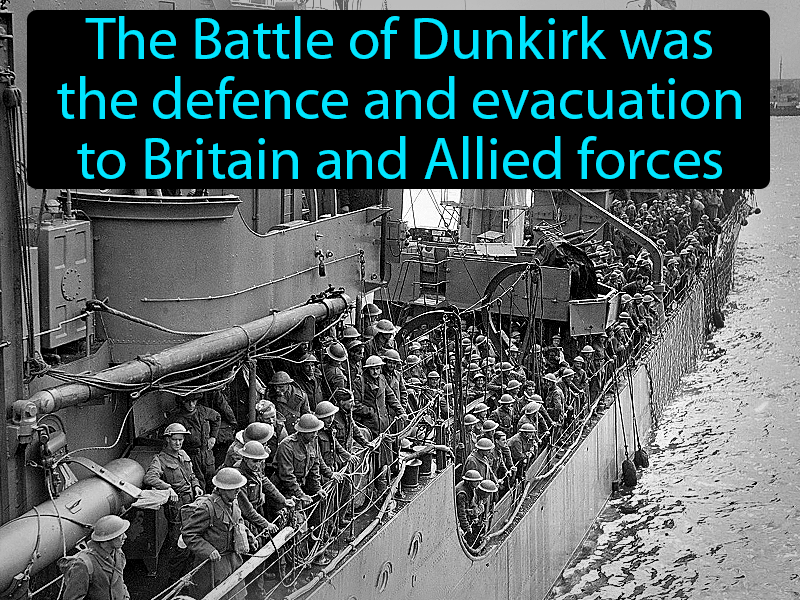 The Battle of Dunkirk was
the defence and evacuation
to Britain and Allied forces